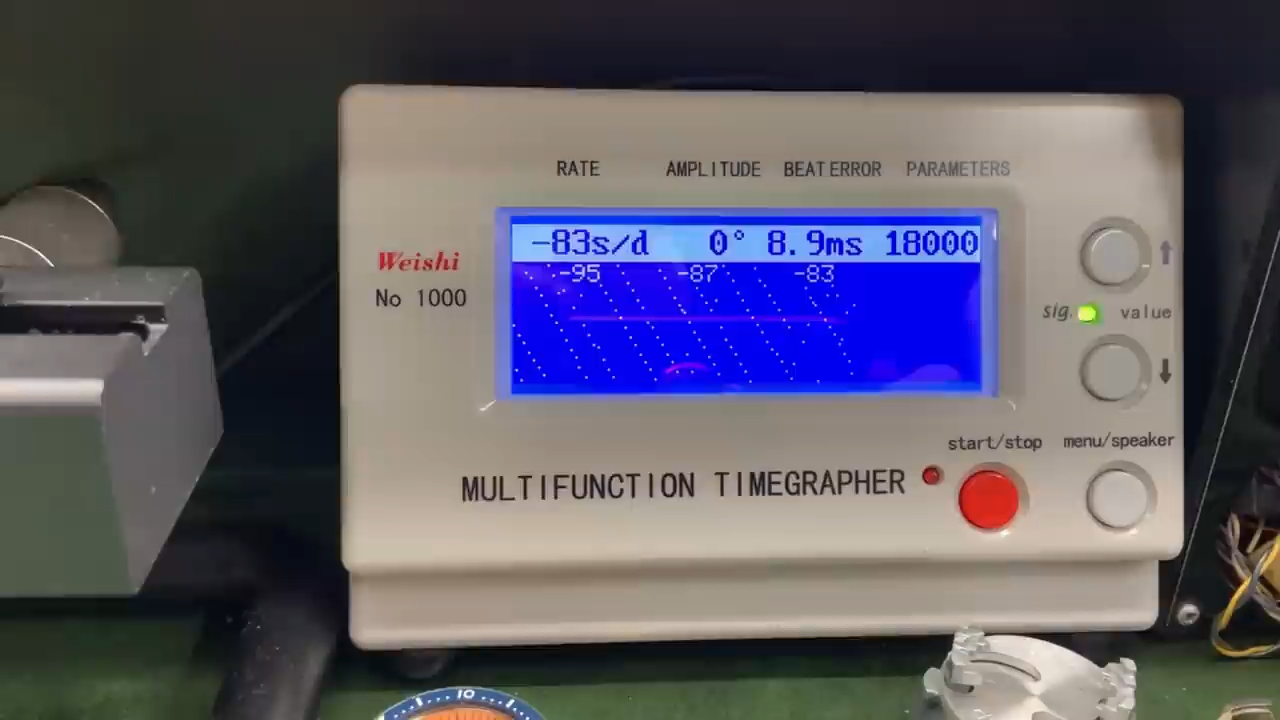 RATE AMPLITUDE BEAT ERROR PARAMETERS
-83s/d 0° 8.9ms 18000
-95 -87 -83
Weishi
No 1000
sig. value
start/stop menu/speaker
MULTIFUNCTION TIMEGRAPHER
10